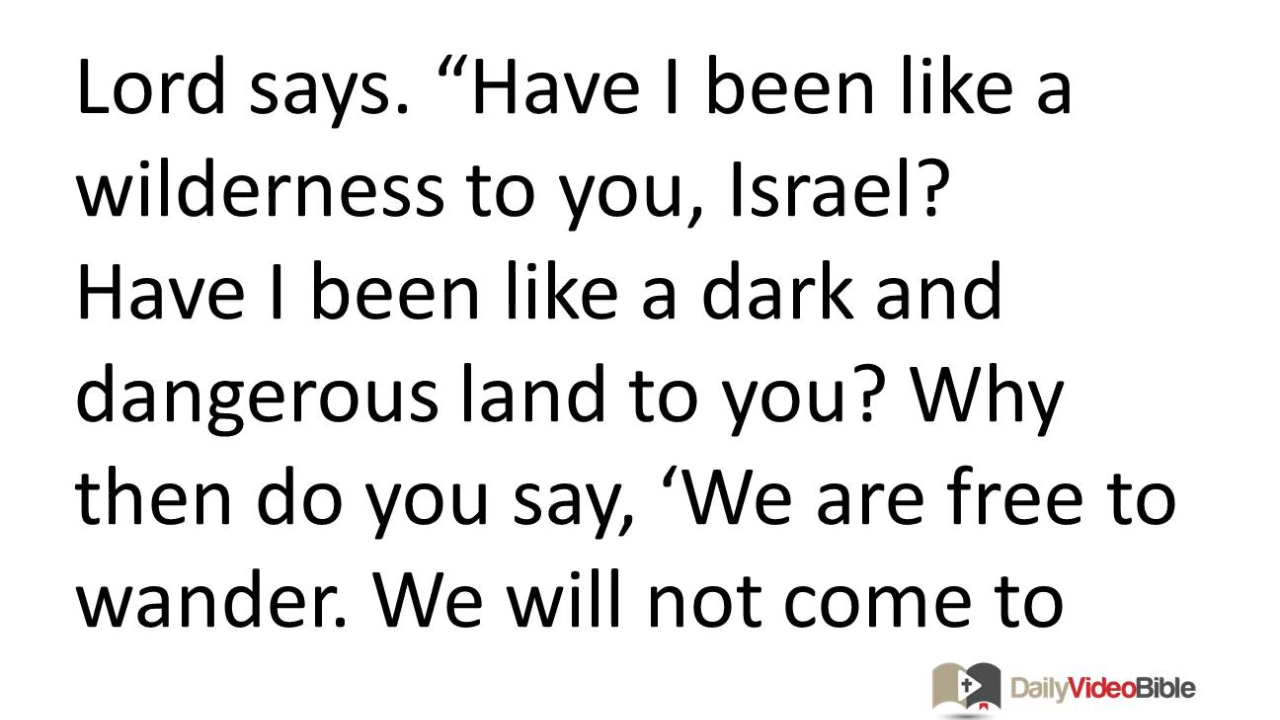 Lord says. “Have I been like a
wilderness to you, Israel?
Have I been like a dark and
dangerous land to you? Why
then do you say, ‘We are free to
wander. We will not come to
DailyVideoBible